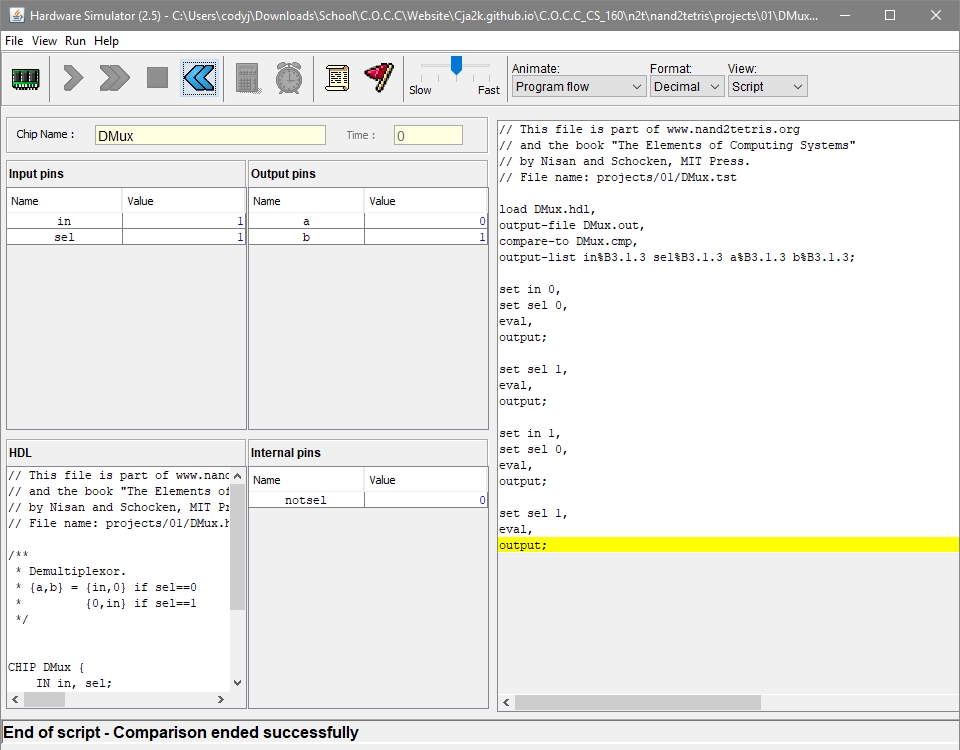 Hardware Simulator (2.5) - C:\Users\codyj\Downloads\School\C.O.C.C\Website\Cja2k.github.io\C.O.C.C_CS_160\n2t\nand2tetris\projects\01\DMux...
File View Run Help
Slow Fast
Animate: Format: View:
Program flow Decimal Script
Chip Name : DMux Time : 0
Input pins
Name Value
in 1
sel 1
Output pins
Name Value
a 0
b 1
HDL
// This file is part of www.nand
// and the book "The Elements of
// by Nisan and Schocken, MIT Pr
// File name: projects/01/DMux.h
/**
* Demultiplexor.
* {a,b} = {in,0} if sel==0
* {0,in} if sel==1
*/
CHIP DMux {
IN in, sel;
Internal pins
Name Value
notsel 0
// This file is part of www.nand2tetris.org
// and the book "The Elements of Computing Systems"
// by Nisan and Schocken, MIT Press.
// File name: projects/01/DMux.tst
load DMux.hdl,
output-file DMux.out,
compare-to DMux.cmp,
output-list in%B3.1.3 sel%B3.1.3 a%B3.1.3 b%B3.1.3;
set in 0,
set sel 0,
eval,
output;
set sel 1,
eval,
output;
set in 1,
set sel 0,
eval,
output;
set sel 1,
eval,
output;
End of script - Comparison ended successfully